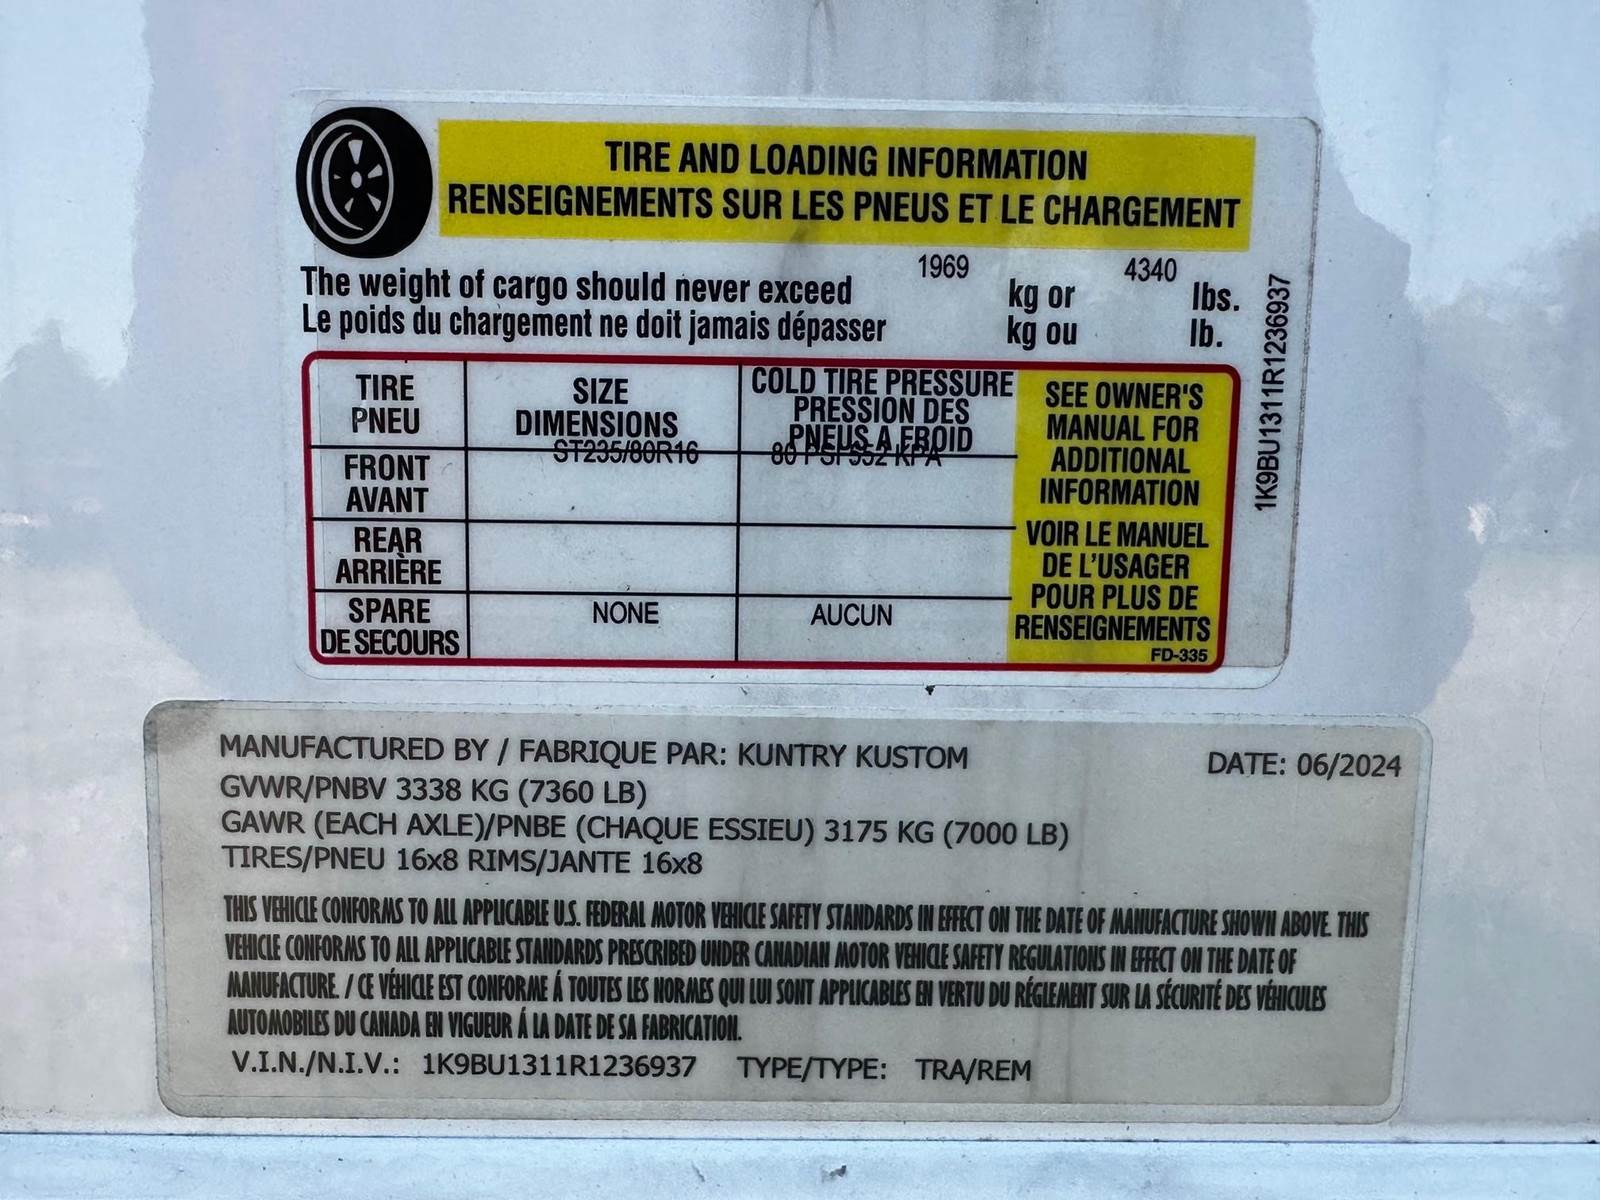 TIRE AND LOADING INFORMATION
RENSEIGNEMENTS SUR LES PNEUS ET LE CHARGEMENT
The weight of cargo should never exceed 1969 kg or 4340 lbs.
Le poids du chargement ne doit jamais dépasser kg ou lb.
TIRE SIZE COLD TIRE PRESSURE
PNEU DIMENSIONS PRESSION DES
PNEUS A FROID
ST235/80R16 80 PSI 552 KPA
FRONT
AVANT
REAR
ARRIÈRE
SPARE NONE AUCUN
DE SECOURS
SEE OWNER'S
MANUAL FOR
ADDITIONAL
INFORMATION
VOIR LE MANUEL
DE L'USAGER
POUR PLUS DE
RENSEIGNEMENTS
FD-335
1K9BU1311R1236937
MANUFACTURED BY / FABRIQUE PAR: KUNTRY KUSTOM DATE: 06/2024
GVWR/PNBV 3338 KG (7360 LB)
GAWR (EACH AXLE)/PNBE (CHAQUE ESSIEU) 3175 KG (7000 LB)
TIRES/PNEU 16x8 RIMS/JANTE 16x8
THIS VEHICLE CONFORMS TO ALL APPLICABLE U.S. FEDERAL MOTOR VEHICLE SAFETY STANDARDS IN EFFECT ON THE DATE OF MANUFACTURE SHOWN ABOVE. THIS
VEHICLE CONFORMS TO ALL APPLICABLE STANDARDS PRESCRIBED UNDER CANADIAN MOTOR VEHICLE SAFETY REGULATIONS IN EFFECT ON THE DATE OF
MANUFACTURE. / CE VÉHICLE EST CONFORME Á TOUTES LES NORMES QUI LUI SONT APPLICABLES EN VERTU DU RÉGLEMENT SUR LA SÉCURITÉ DES VÉHICULES
AUTOMOBILES DU CANADA EN VIGUEUR Á LA DATE DE SA FABRICATION.
V.I.N./N.I.V.: 1K9BU1311R1236937 TYPE/TYPE: TRA/REM